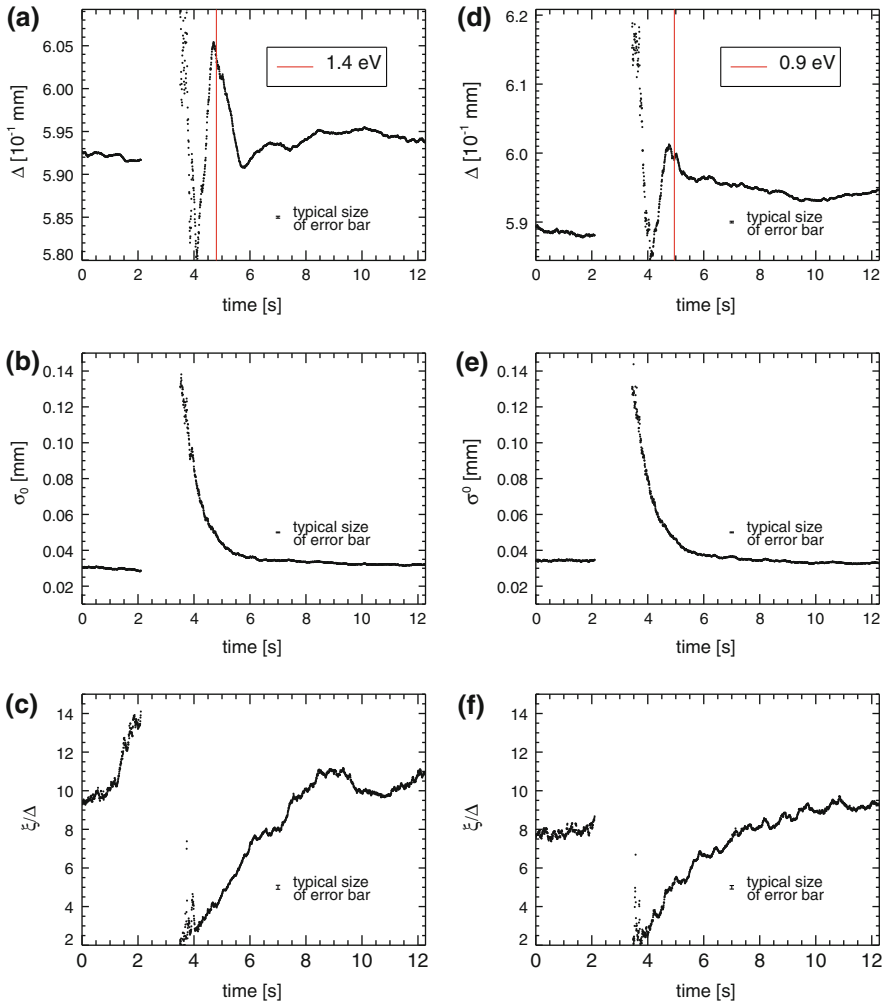 (a)
6.05
6.00
5.95
5.90
5.85
5.80
Δ [10⁻¹ mm]
1.4 eV
typical size
of error bar
0 2 4 6 8 10 12
time [s]
(d)
6.2
6.1
6.0
5.9
Δ [10⁻¹ mm]
0.9 eV
typical size
of error bar
0 2 4 6 8 10 12
time [s]
(b)
0.14
0.12
0.10
0.08
0.06
0.04
0.02
σ₀ [mm]
typical size
of error bar
0 2 4 6 8 10 12
time [s]
(e)
0.14
0.12
0.10
0.08
0.06
0.04
0.02
σ⁰ [mm]
typical size
of error bar
0 2 4 6 8 10 12
time [s]
(c)
14
12
10
8
6
4
2
ξ/Δ
typical size
of error bar
0 2 4 6 8 10 12
time [s]
(f)
14
12
10
8
6
4
2
ξ/Δ
typical size
of error bar
0 2 4 6 8 10 12
time [s]